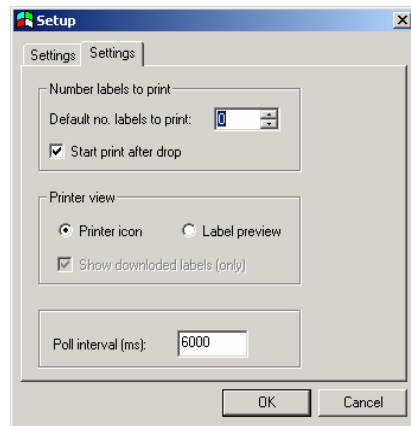 Setup
Settings Settings
Number labels to print
Default no. labels to print: 0
Start print after drop
Printer view
Printer icon Label preview
Show downloded labels (only)
Poll interval (ms): 6000
OK Cancel